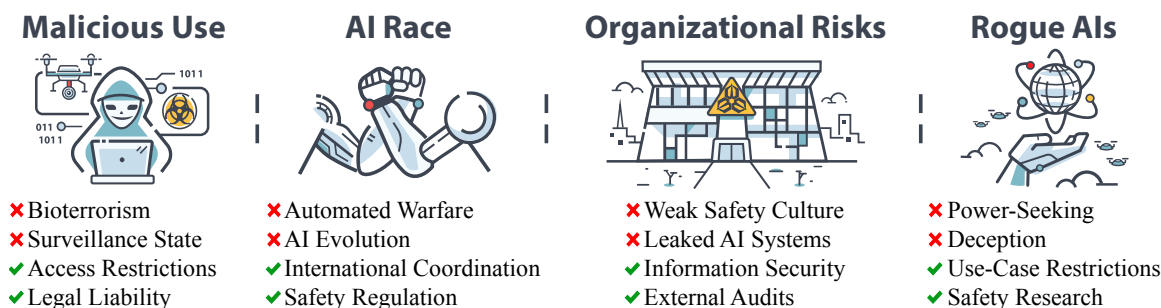 Malicious Use
1011
011
1011
Bioterrorism
Surveillance State
Access Restrictions
Legal Liability
AI Race
Automated Warfare
AI Evolution
International Coordination
Safety Regulation
Organizational Risks
Weak Safety Culture
Leaked AI Systems
Information Security
External Audits
Rogue AIs
Power-Seeking
Deception
Use-Case Restrictions
Safety Research